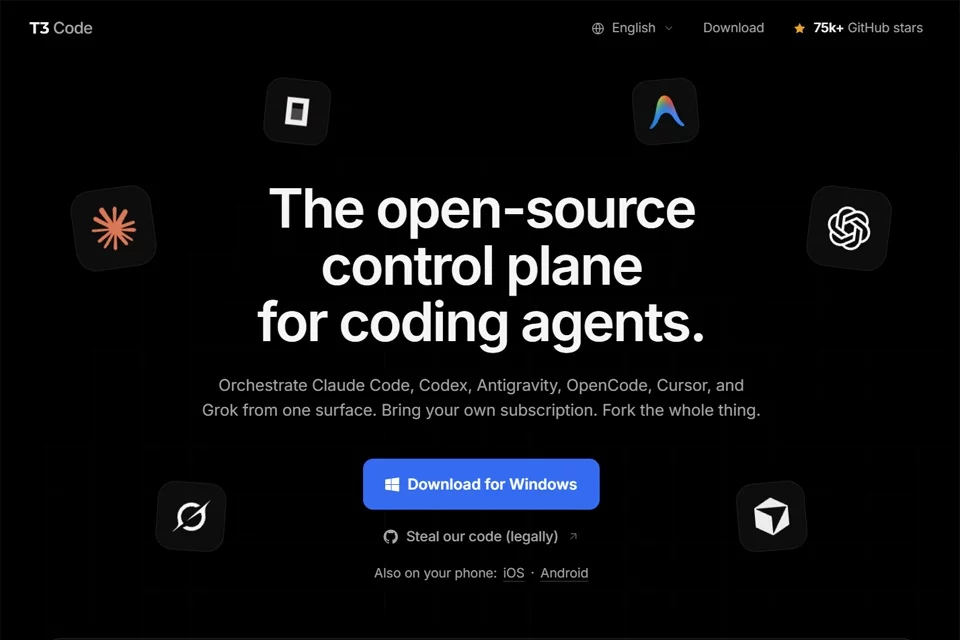 T3 Code
English
Download
75k+ GitHub stars
The open-source
control plane
for coding agents.
Orchestrate Claude Code, Codex, Antigravity, OpenCode, Cursor, and
Grok from one surface. Bring your own subscription. Fork the whole thing.
Download for Windows
Steal our code (legally)
Also on your phone: iOS · Android